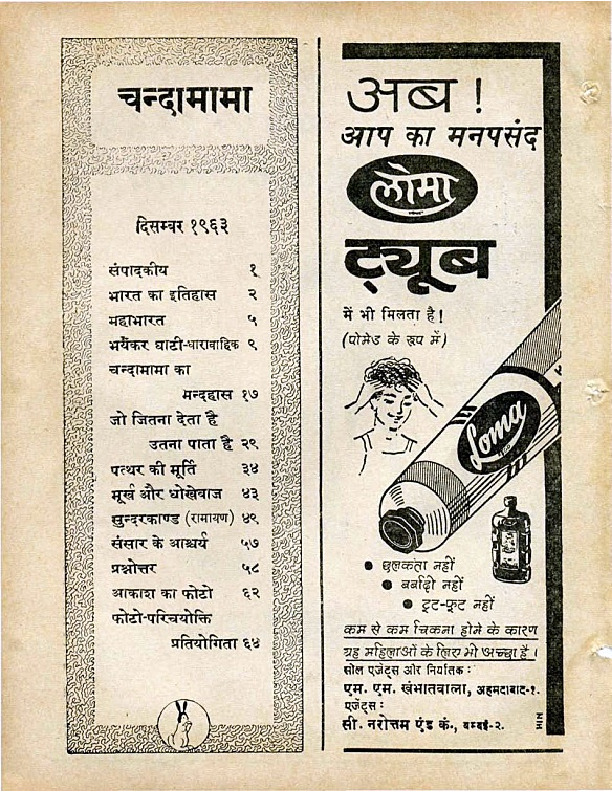 चन्दामामा
दिसम्बर १९६३
संपादकीय १
भारत का इतिहास २
महाभारत ५
भयंकर घाटी-धारावाहिक ९
चन्दामामा का
मन्दहास १७
जो जितना देता है
उतना पाता है २९
पत्थर की मूर्ति ३४
मूर्ख और धोखेबाज ४३
सुन्दरकाण्ड (रामायण) ४९
संसार के आश्चर्य ५७
प्रश्नोत्तर ५८
आकाश का फोटो ६२
फोटो-परिचयोक्ति
प्रतियोगिता ६४
अब !
आप का मनपसंद
लोमा
ट्यूब
में भी मिलता है!
(पोमेड के रूप में)
Loma
छुलकता नहीं
बर्बादी नहीं
टूट-फूट नहीं
कम से कम चिकना होने के कारण
यह महिलाओं के लिए भी अच्छा है।
सोल एजेंट्स और निर्यातक :
एम. एम. खंभातवाला, अहमदाबाद-१.
एजेंट्स :
सी. नरोत्तम एंड कं., बम्बई-२.